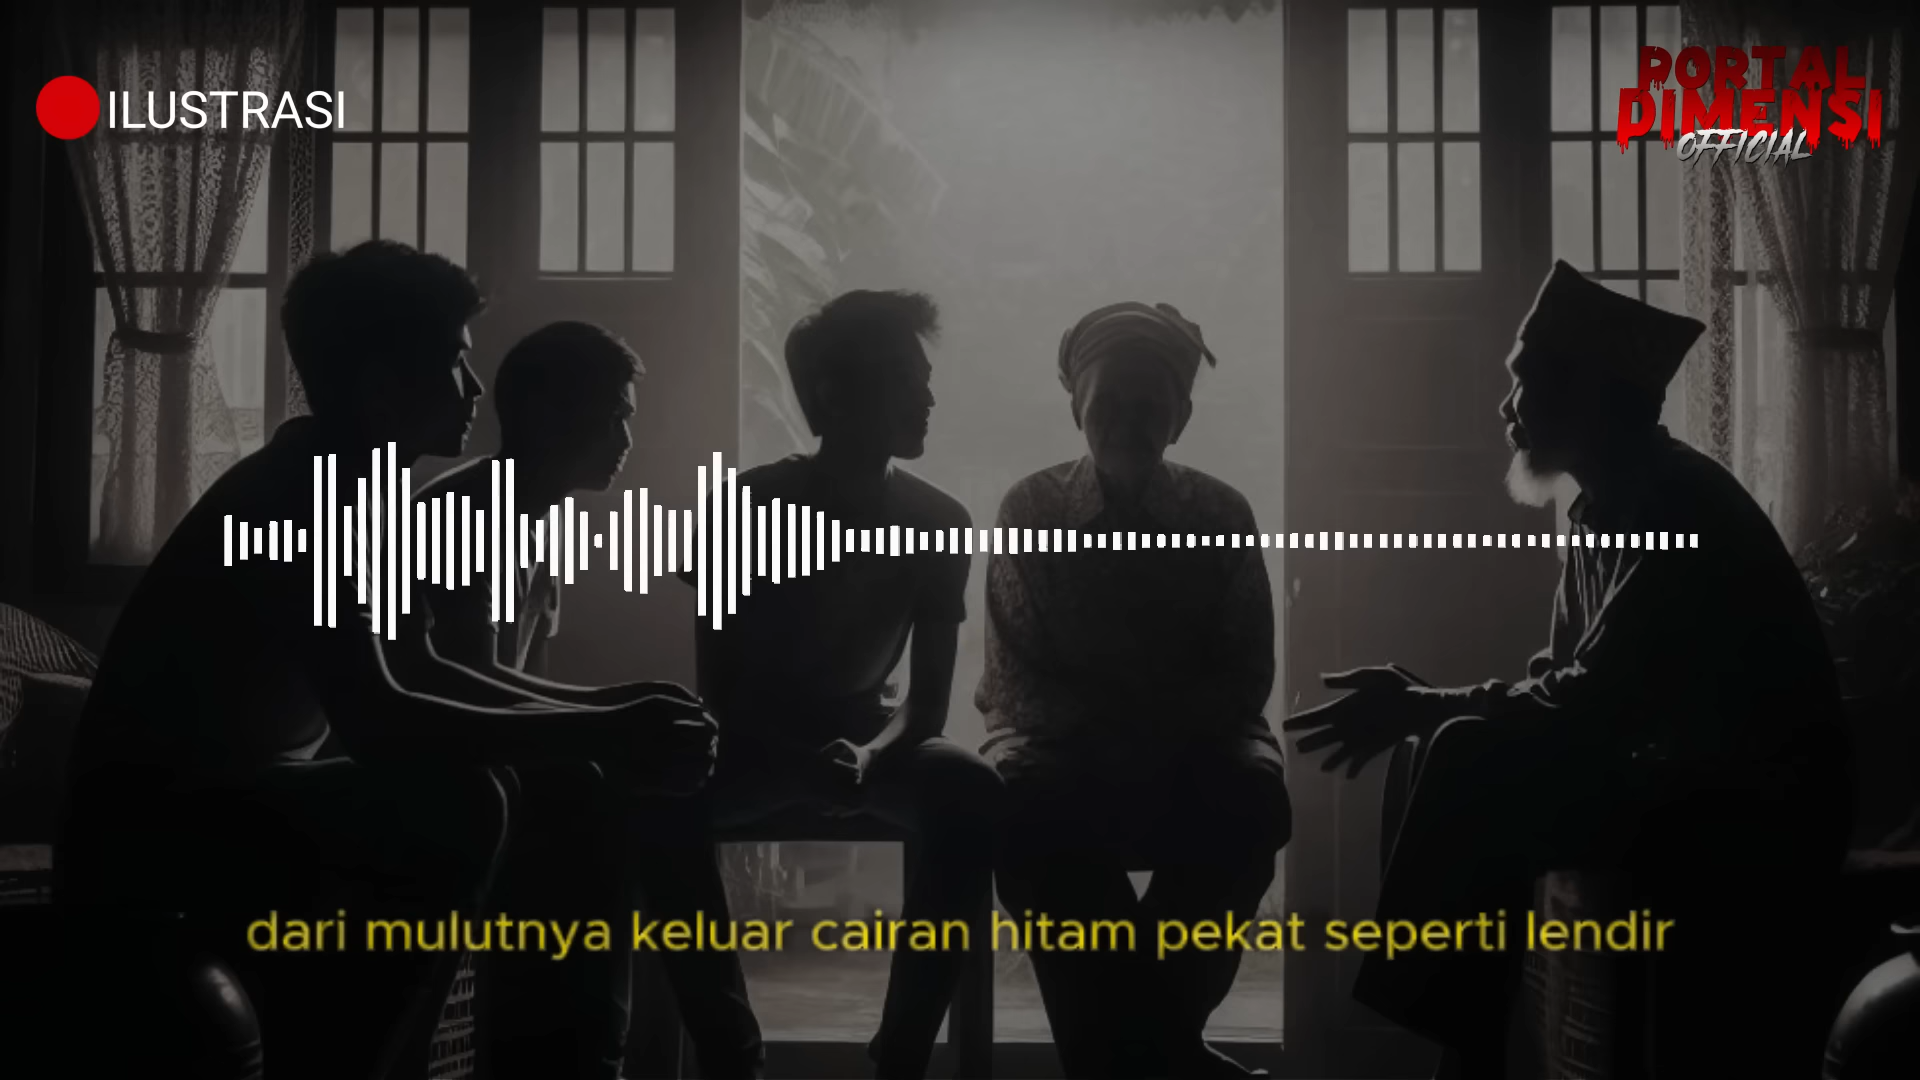 ILUSTRASI
PORTAL
DIMENSI
OFFICIAL
dari mulutnya keluar cairan hitam pekat seperti lendir